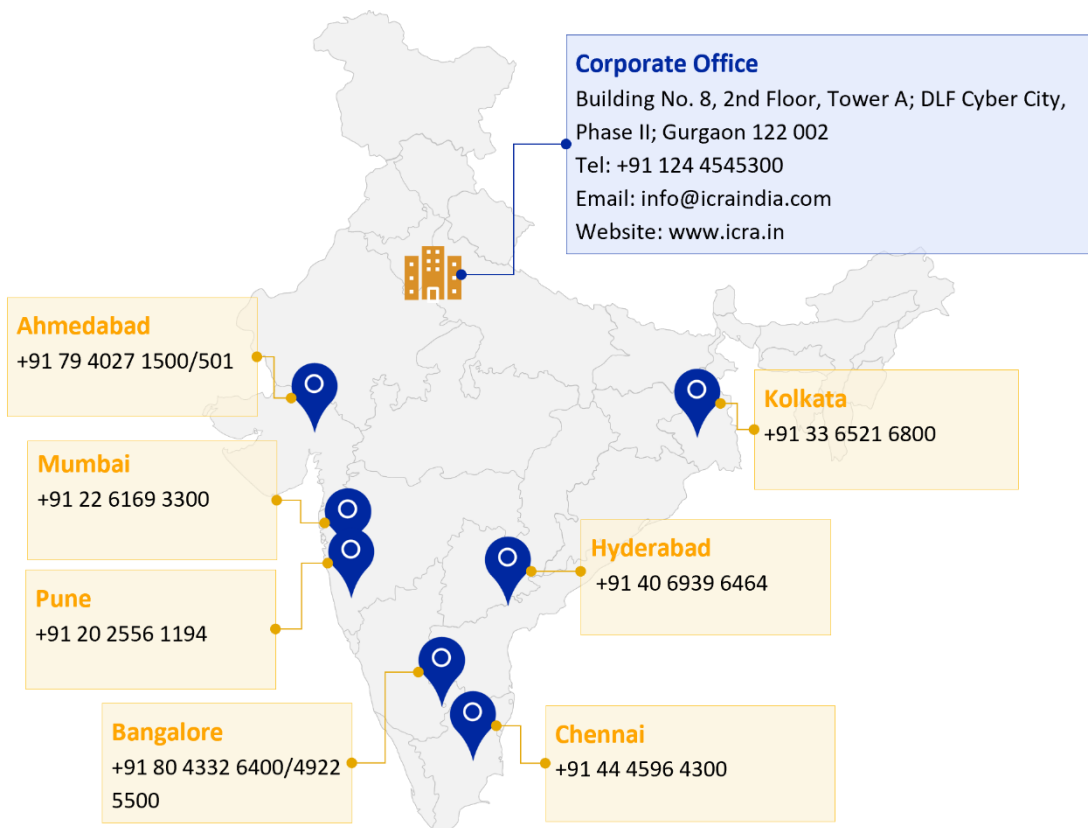 Corporate Office
Building No. 8, 2nd Floor, Tower A; DLF Cyber City,
Phase II; Gurgaon 122 002
Tel: +91 124 4545300
Email: info@icraindia.com
Website: www.icra.in
Ahmedabad
+91 79 4027 1500/501
Kolkata
+91 33 6521 6800
Mumbai
+91 22 6169 3300
Hyderabad
+91 40 6939 6464
Pune
+91 20 2556 1194
Bangalore
+91 80 4332 6400/4922
5500
Chennai
+91 44 4596 4300